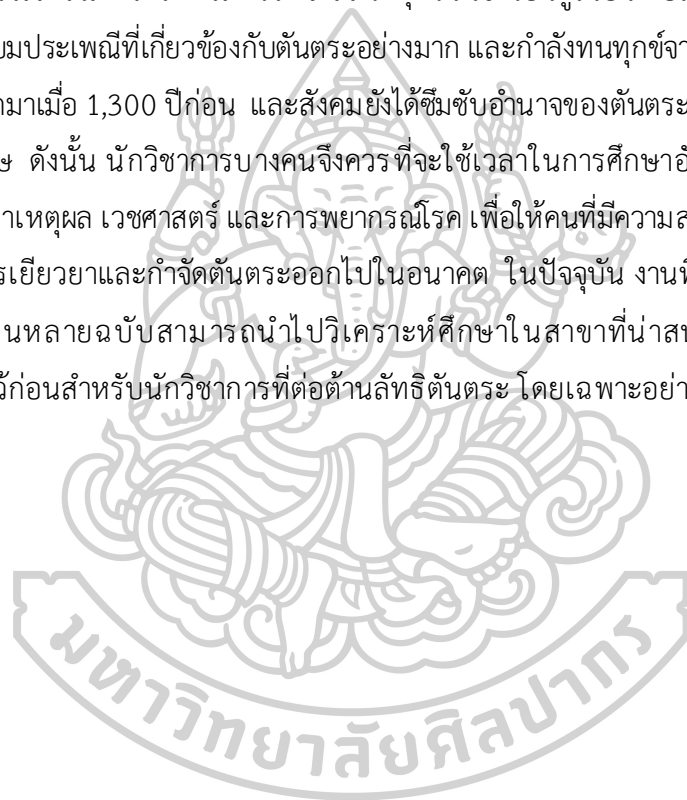 ยมประเพณีที่เกี่ยวข้องกับตันตระอย่างมาก และกำลังทนทุกข์จา
ามาเมื่อ 1,300 ปีก่อน และสังคมยังได้ซึมซับอำนาจของตันตระ
ษ ดังนั้น นักวิชาการบางคนจึงควรที่จะใช้เวลาในการศึกษาอั
าเหตุผล เวชศาสตร์ และการพยากรณ์โรค เพื่อให้คนที่มีความส
รเยียวยาและกำจัดตันตระออกไปในอนาคต ในปัจจุบัน งานนิ
นหลายฉบับสามารถนำไปวิเคราะห์ศึกษาในสาขาที่น่าสน
ว้ก่อนสำหรับนักวิชาการที่ต่อต้านลัทธิตันตระ โดยเฉพาะอย่า
มหาวิทยาลัยศิลปากร